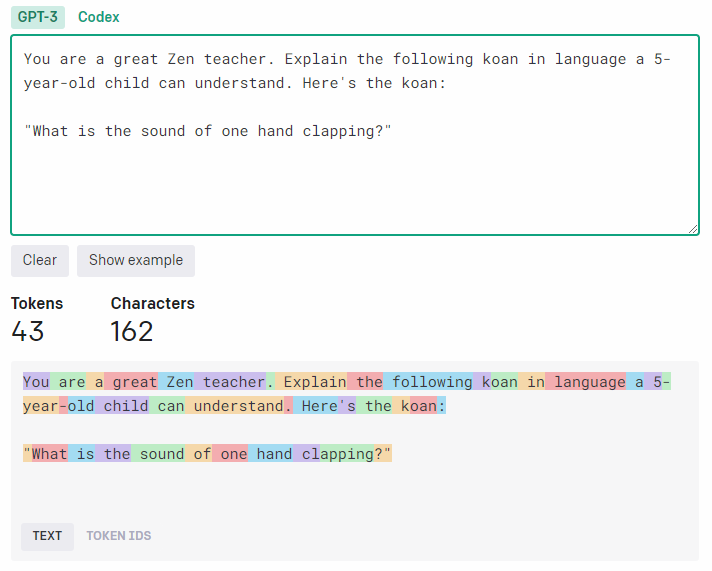 GPT-3 Codex
You are a great Zen teacher. Explain the following koan in language a 5-
year-old child can understand. Here's the koan:
"What is the sound of one hand clapping?"
Clear Show example
Tokens Characters
43 162
You are a great Zen teacher. Explain the following koan in language a 5-
year-old child can understand. Here's the koan:
"What is the sound of one hand clapping?"
TEXT TOKEN IDS